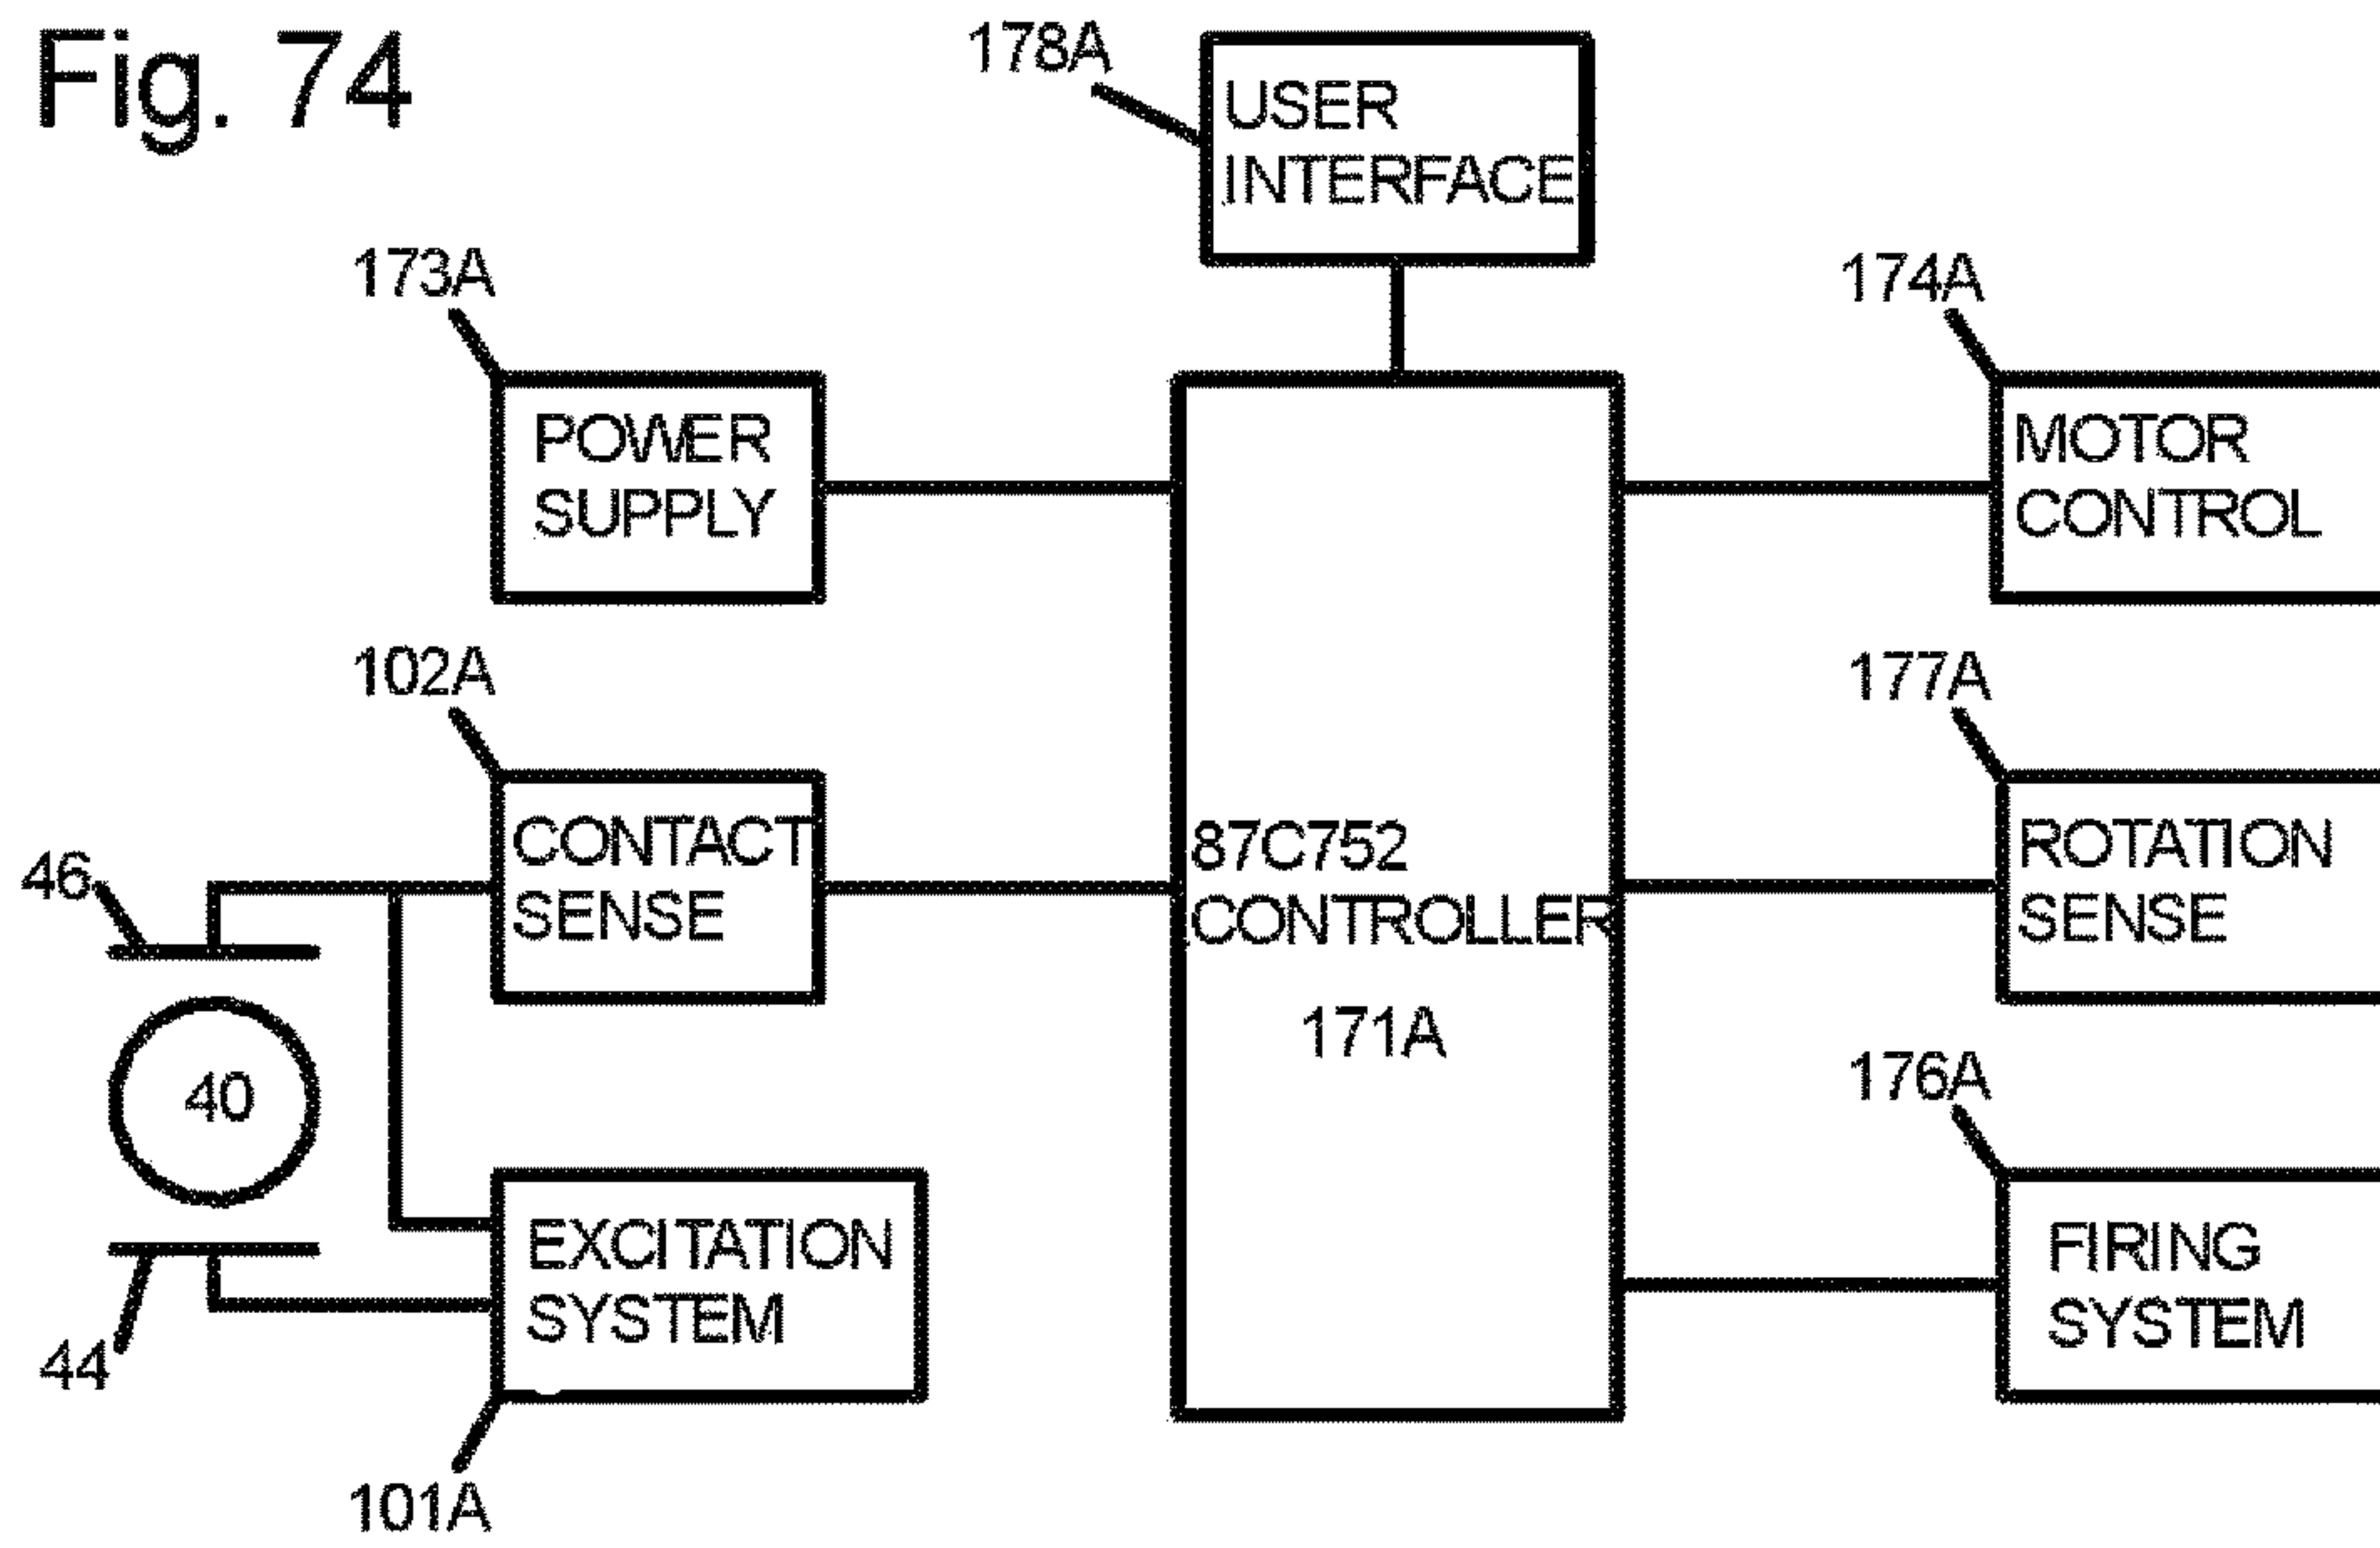 Fig. 74
178A
USER
INTERFACE
173A
POWER
SUPPLY
174A
MOTOR
CONTROL
102A
CONTACT
SENSE
177A
ROTATION
SENSE
46
87C752
CONTROLLER
171A
40
176A
FIRING
SYSTEM
EXCITATION
SYSTEM
44
101A